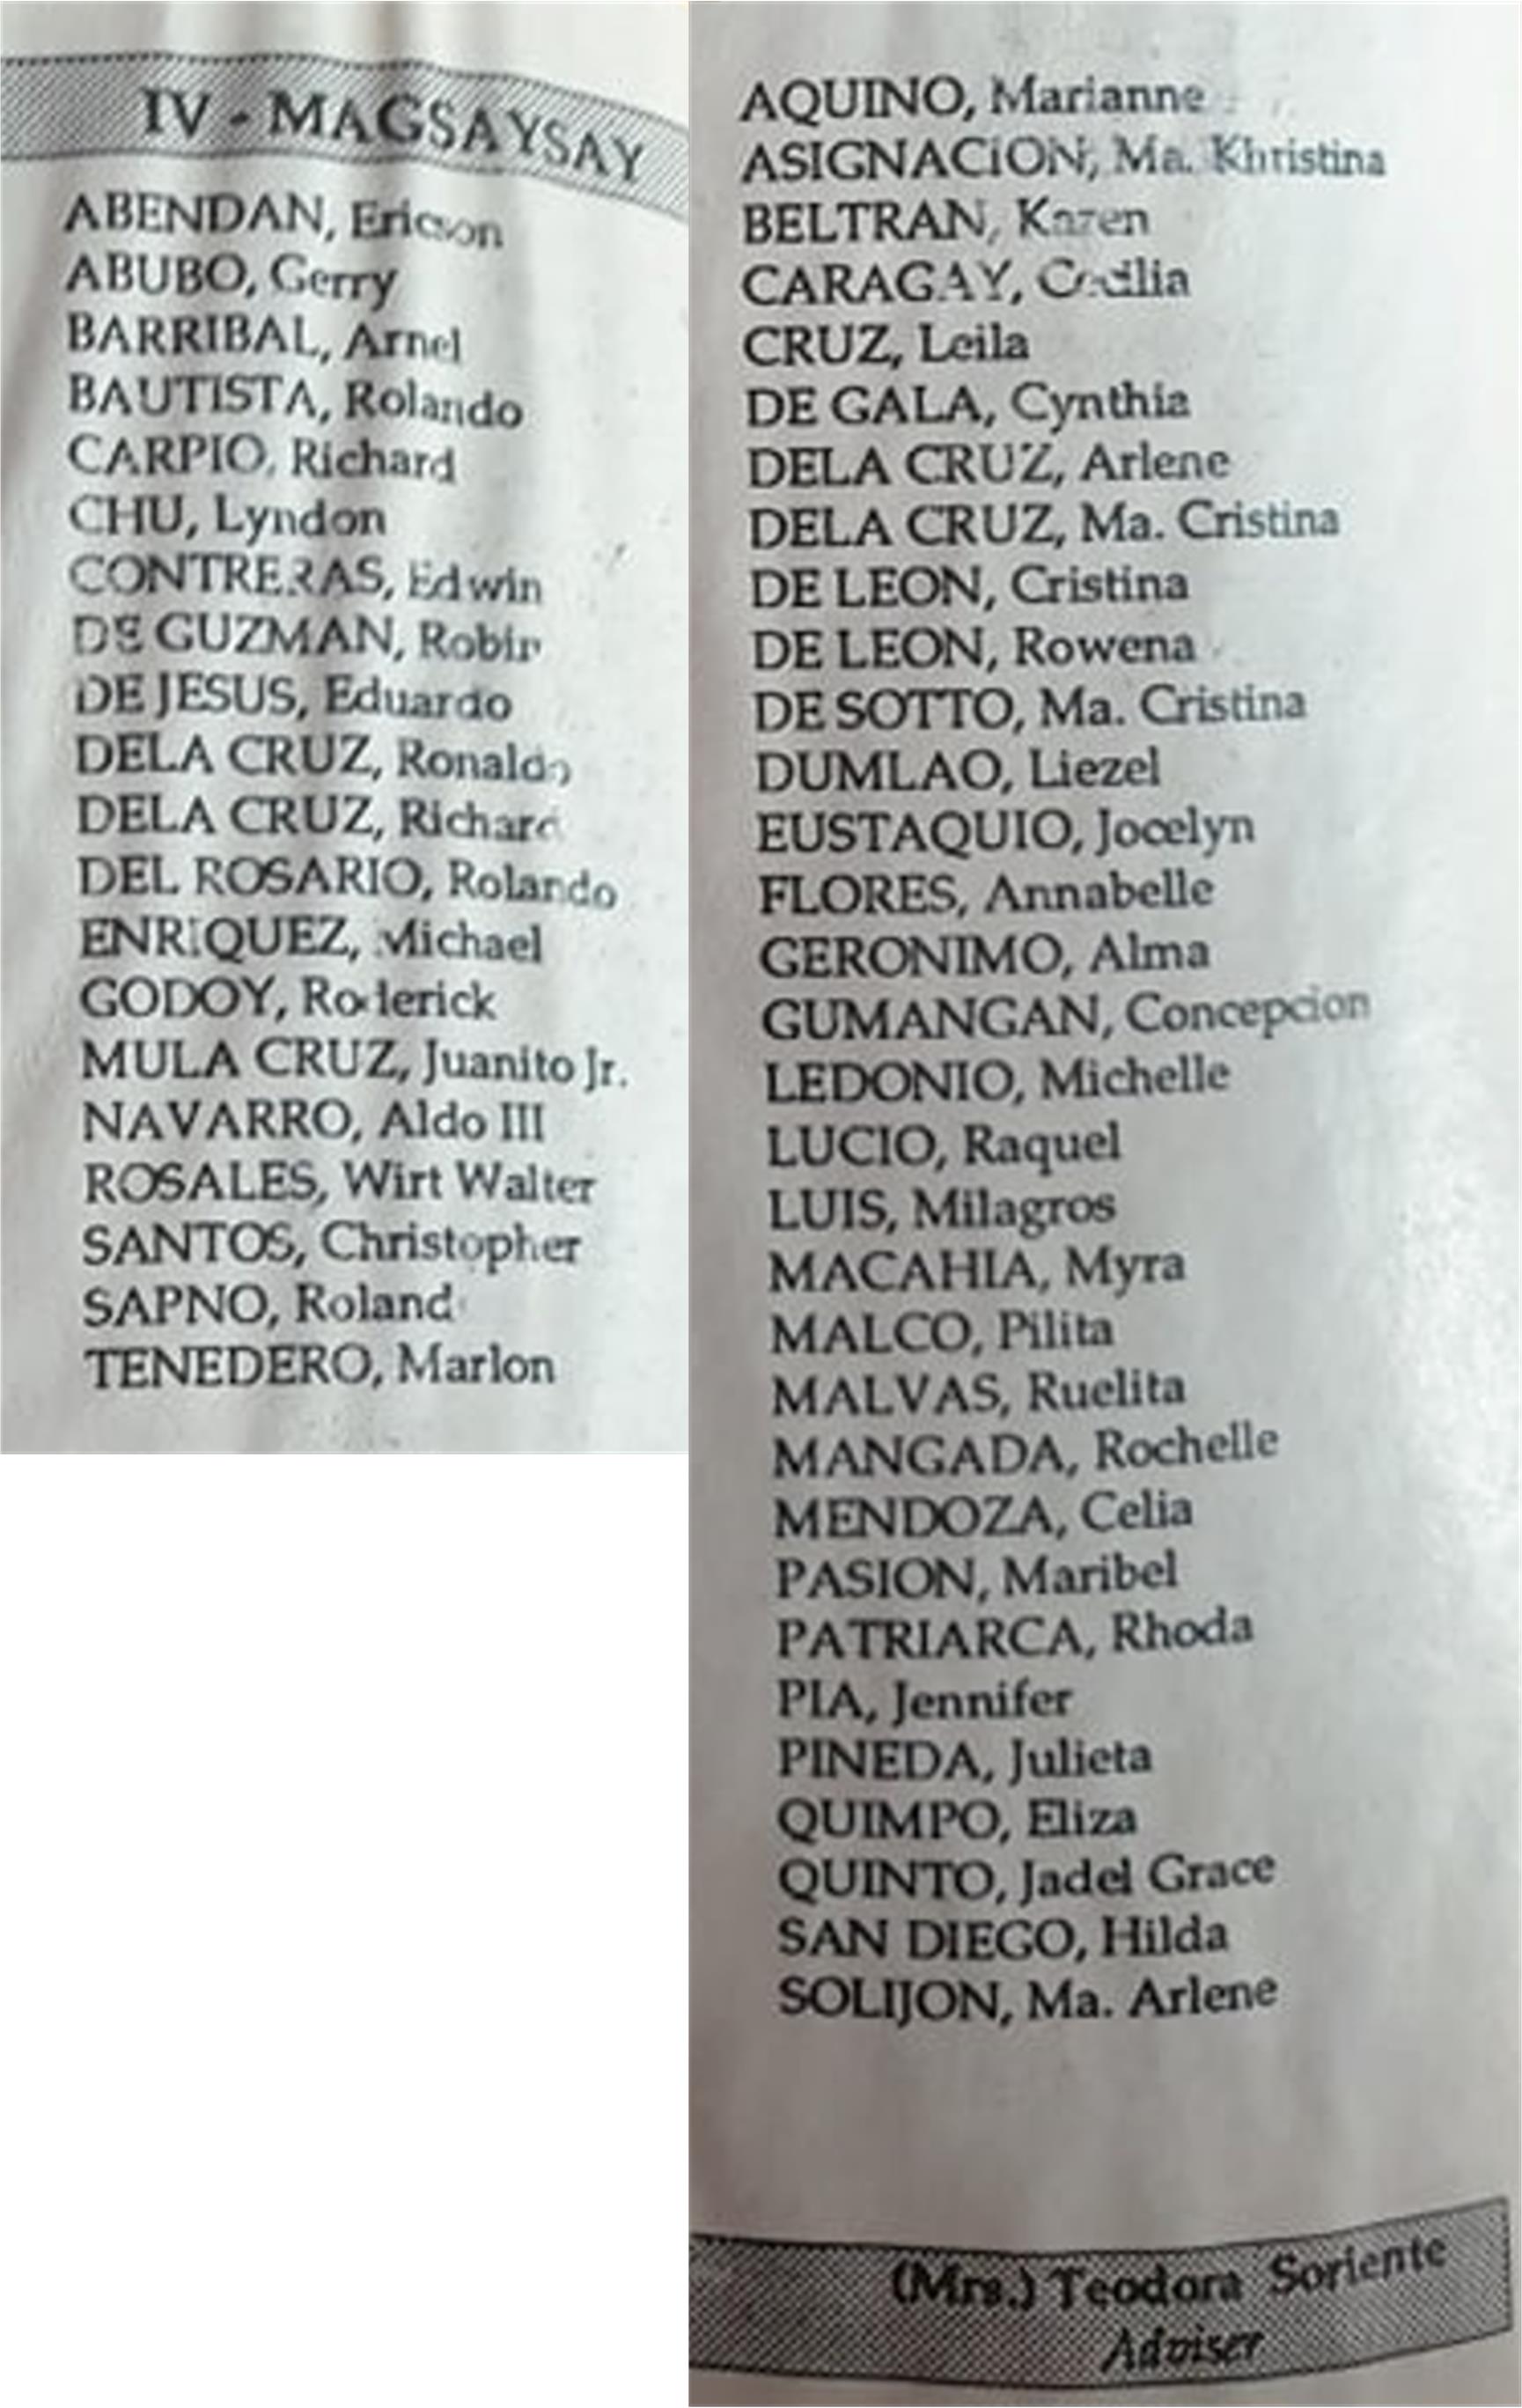 IV - MAGSAYSAY
ABENDAN, Ericson
ABUBO, Gerry
BARRIBAL, Arnel
BAUTISTA, Rolando
CARPIO, Richard
CHU, Lyndon
CONTRERAS, Edwin
DE GUZMAN, Robin
DE JESUS, Eduardo
DELA CRUZ, Ronaldo
DELA CRUZ, Richard
DEL ROSARIO, Rolando
ENRIQUEZ, Michael
GODOY, Roderick
MULA CRUZ, Juanito Jr.
NAVARRO, Aldo III
ROSALES, Wirt Walter
SANTOS, Christopher
SAPNO, Roland
TENEDERO, Marlon
AQUINO, Marianne
ASIGNACION, Ma. Khristina
BELTRAN, Karen
CARAGAY, Cecilia
CRUZ, Leila
DE GALA, Cynthia
DELA CRUZ, Arlene
DELA CRUZ, Ma. Cristina
DE LEON, Cristina
DE LEON, Rowena
DE SOTTO, Ma. Cristina
DUMLAO, Liezel
EUSTAQUIO, Jocelyn
FLORES, Annabelle
GERONIMO, Alma
GUMANGAN, Concepcion
LEDONIO, Michelle
LUCIO, Raquel
LUIS, Milagros
MACAHIA, Myra
MALCO, Pilita
MALVAS, Ruelita
MANGADA, Rochelle
MENDOZA, Celia
PASION, Maribel
PATRIARCA, Rhoda
PIA, Jennifer
PINEDA, Julieta
QUIMPO, Eliza
QUINTO, Jadel Grace
SAN DIEGO, Hilda
SOLIJON, Ma. Arlene
(Mrs.) Teodora Soriente
Adviser